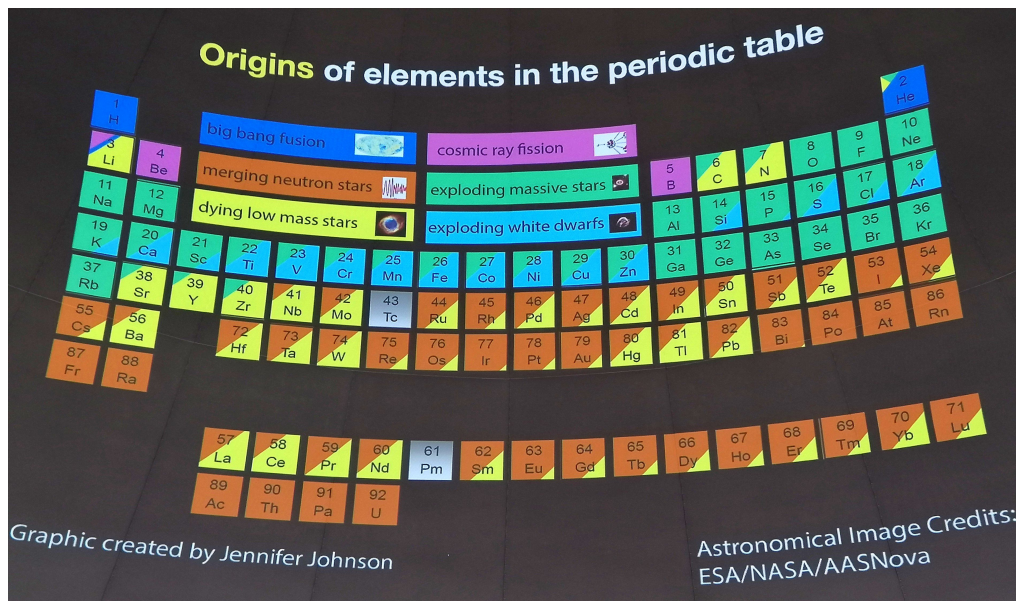 Origins of elements in the periodic table
1 H
2 He
big bang fusion
cosmic ray fission
merging neutron stars
exploding massive stars
dying low mass stars
exploding white dwarfs
3 Li
4 Be
5 B
6 C
7 N
8 O
9 F
10 Ne
11 Na
12 Mg
13 Al
14 Si
15 P
16 S
17 Cl
18 Ar
19 K
20 Ca
21 Sc
22 Ti
23 V
24 Cr
25 Mn
26 Fe
27 Co
28 Ni
29 Cu
30 Zn
31 Ga
32 Ge
33 As
34 Se
35 Br
36 Kr
37 Rb
38 Sr
39 Y
40 Zr
41 Nb
42 Mo
43 Tc
44 Ru
45 Rh
46 Pd
47 Ag
48 Cd
49 In
50 Sn
51 Sb
52 Te
53 I
54 Xe
55 Cs
56 Ba
72 Hf
73 Ta
74 W
75 Re
76 Os
77 Ir
78 Pt
79 Au
80 Hg
81 Tl
82 Pb
83 Bi
84 Po
85 At
86 Rn
87 Fr
88 Ra
57 La
58 Ce
59 Pr
60 Nd
61 Pm
62 Sm
63 Eu
64 Gd
65 Tb
66 Dy
67 Ho
68 Er
69 Tm
70 Yb
71 Lu
89 Ac
90 Th
91 Pa
92 U
Graphic created by Jennifer Johnson
Astronomical Image Credits:
ESA/NASA/AASNova